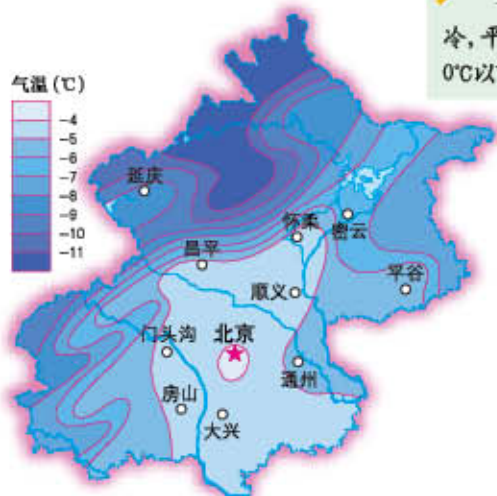 冷，平
0℃以
气温（℃）
-4
-5
-6
-7
-8
-9
-10
-11
延庆
怀柔
密云
昌平
平谷
顺义
门头沟
北京
通州
房山
大兴